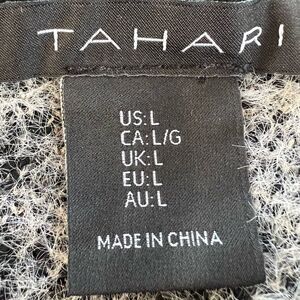 TAHARI
US:L
CA:L/G
UK:L
EU:L
AU:L
MADE IN CHINA